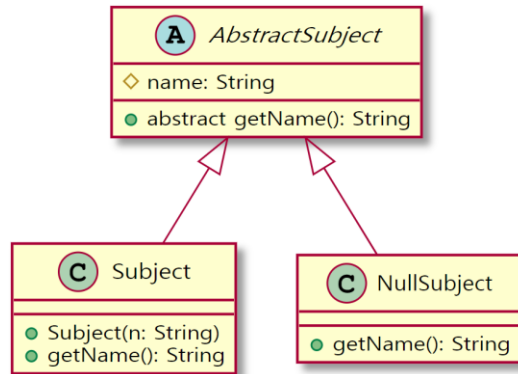 A AbstractSubject
name: String
abstract getName(): String
C Subject
Subject(n: String)
getName(): String
C NullSubject
getName(): String